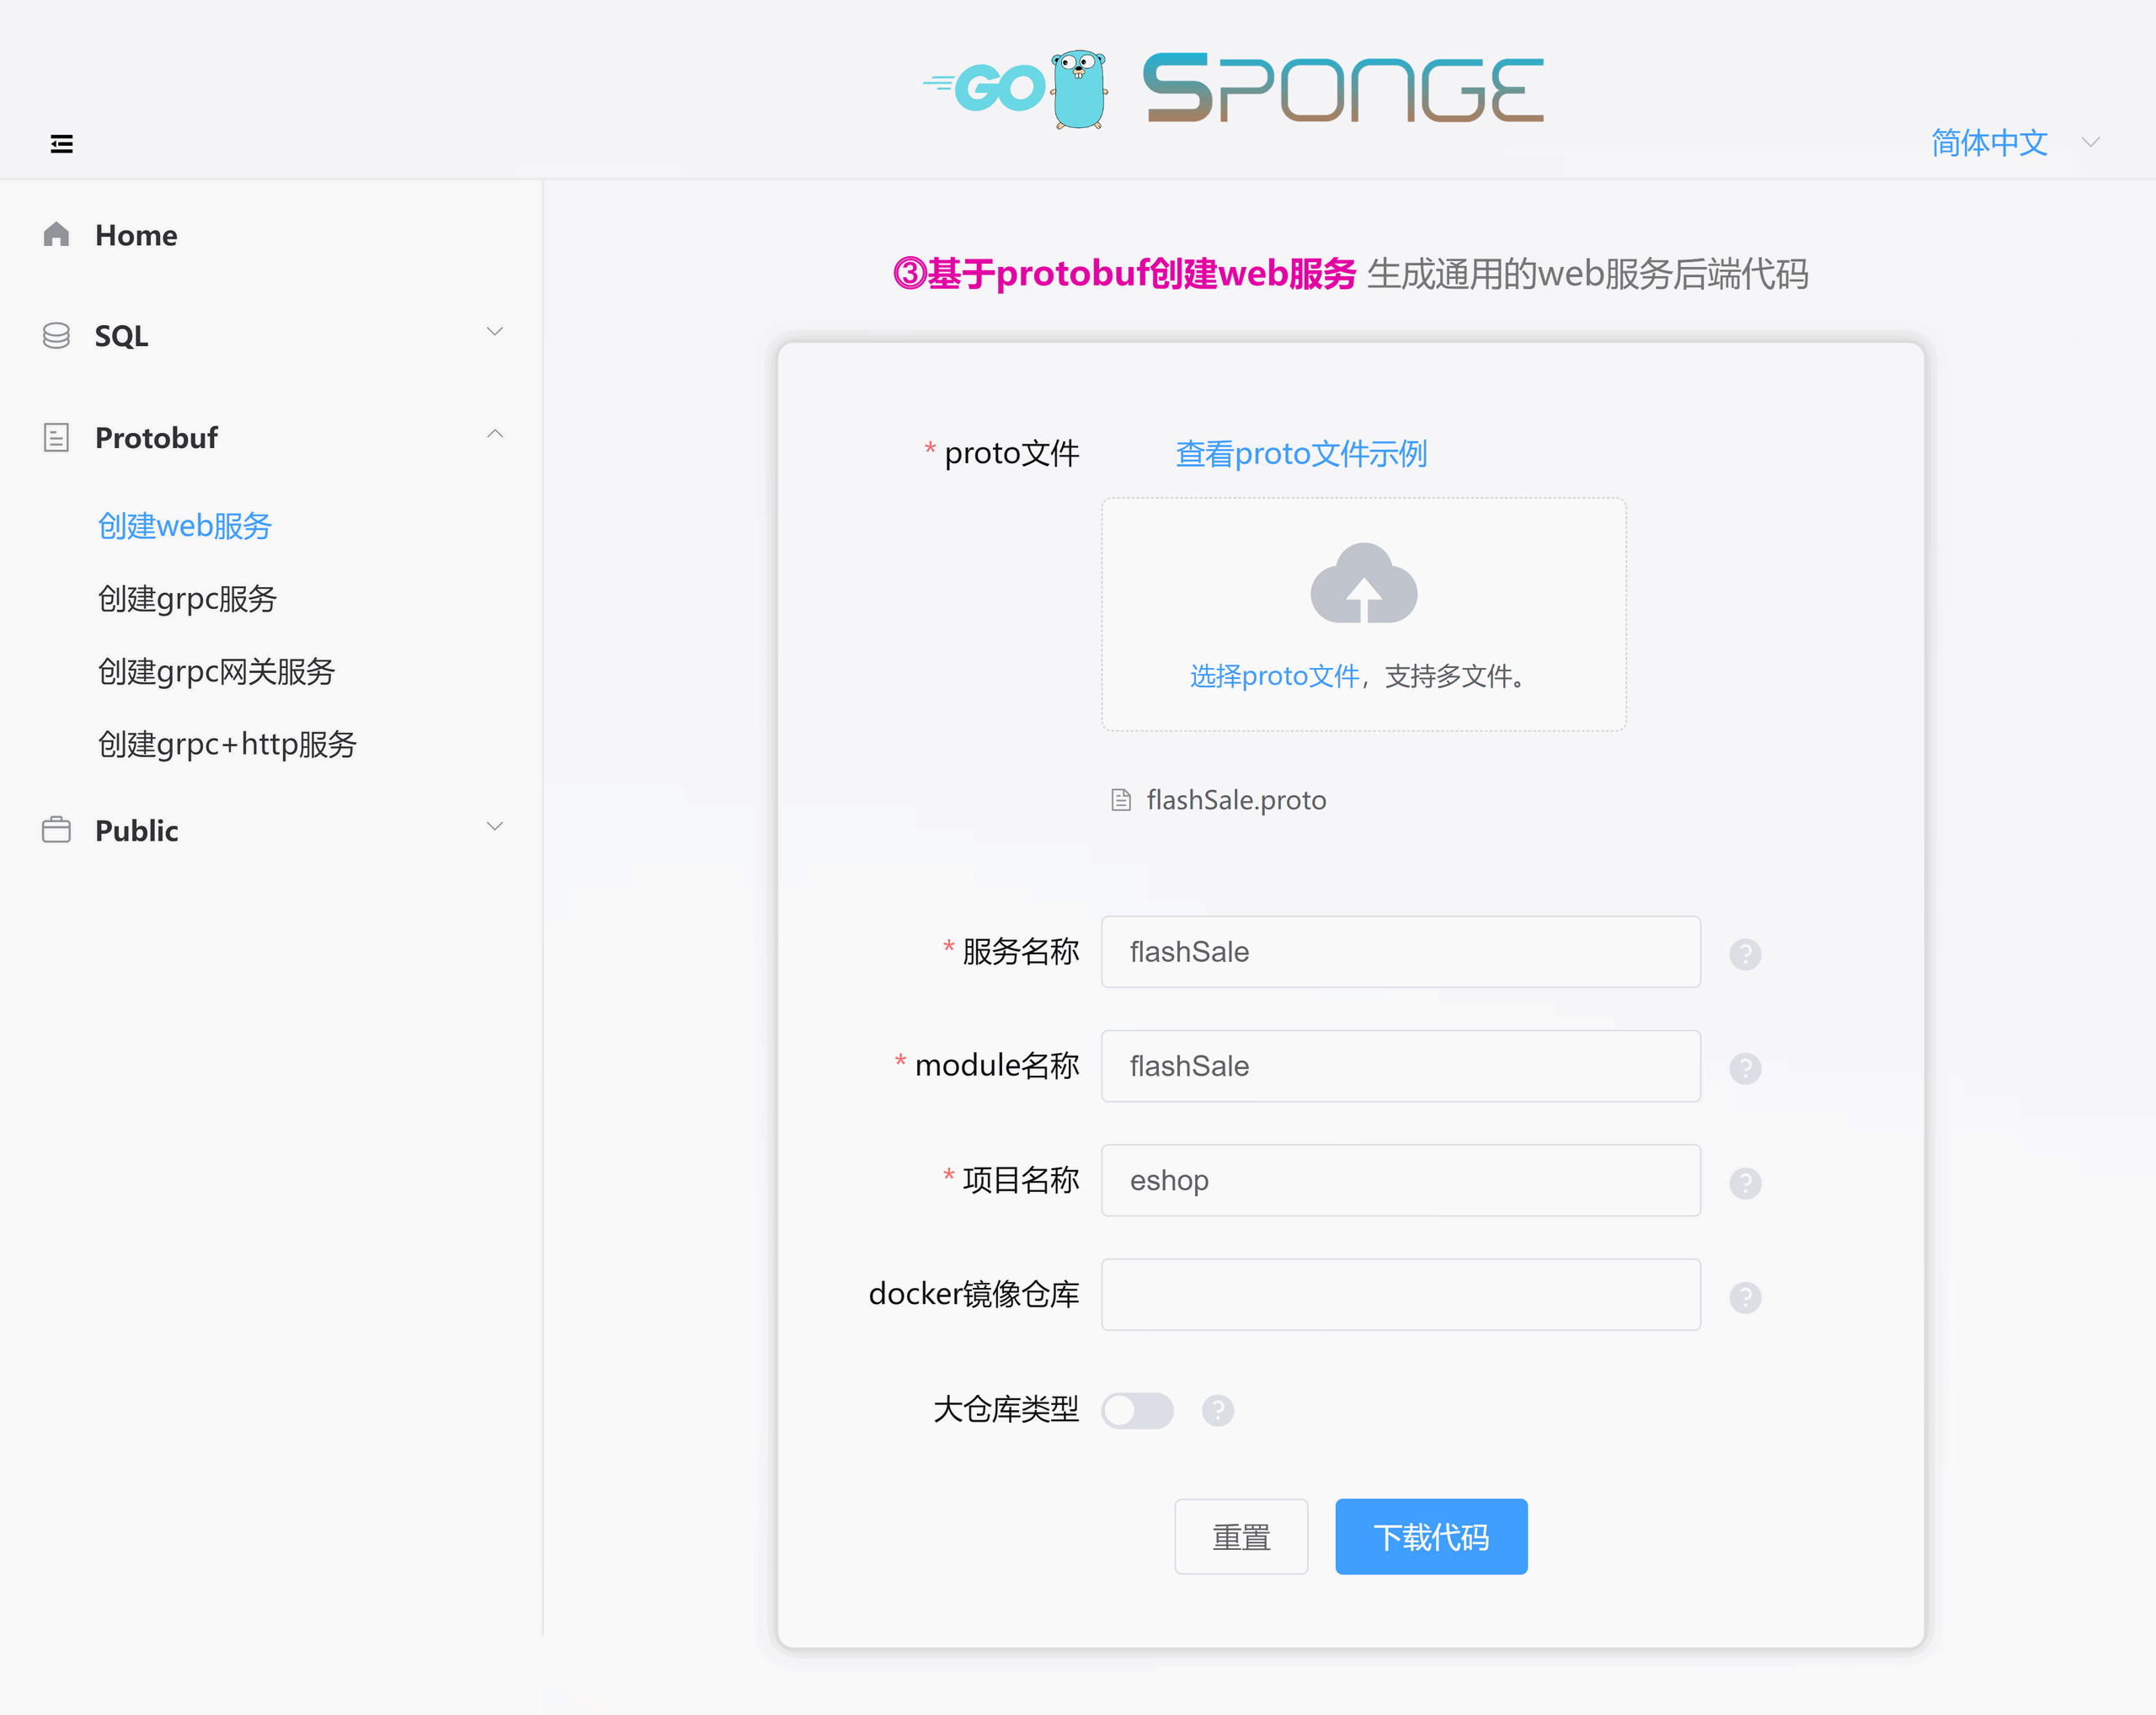 GO SPONGE
简体中文
Home
SQL
Protobuf
创建web服务
创建grpc服务
创建grpc网关服务
创建grpc+http服务
Public
③基于protobuf创建web服务 生成通用的web服务后端代码
* proto文件 查看proto文件示例
选择proto文件，支持多文件。
flashSale.proto
* 服务名称 flashSale ?
* module名称 flashSale ?
* 项目名称 eshop ?
docker镜像仓库 ?
大仓库类型 ?
重置 下载代码